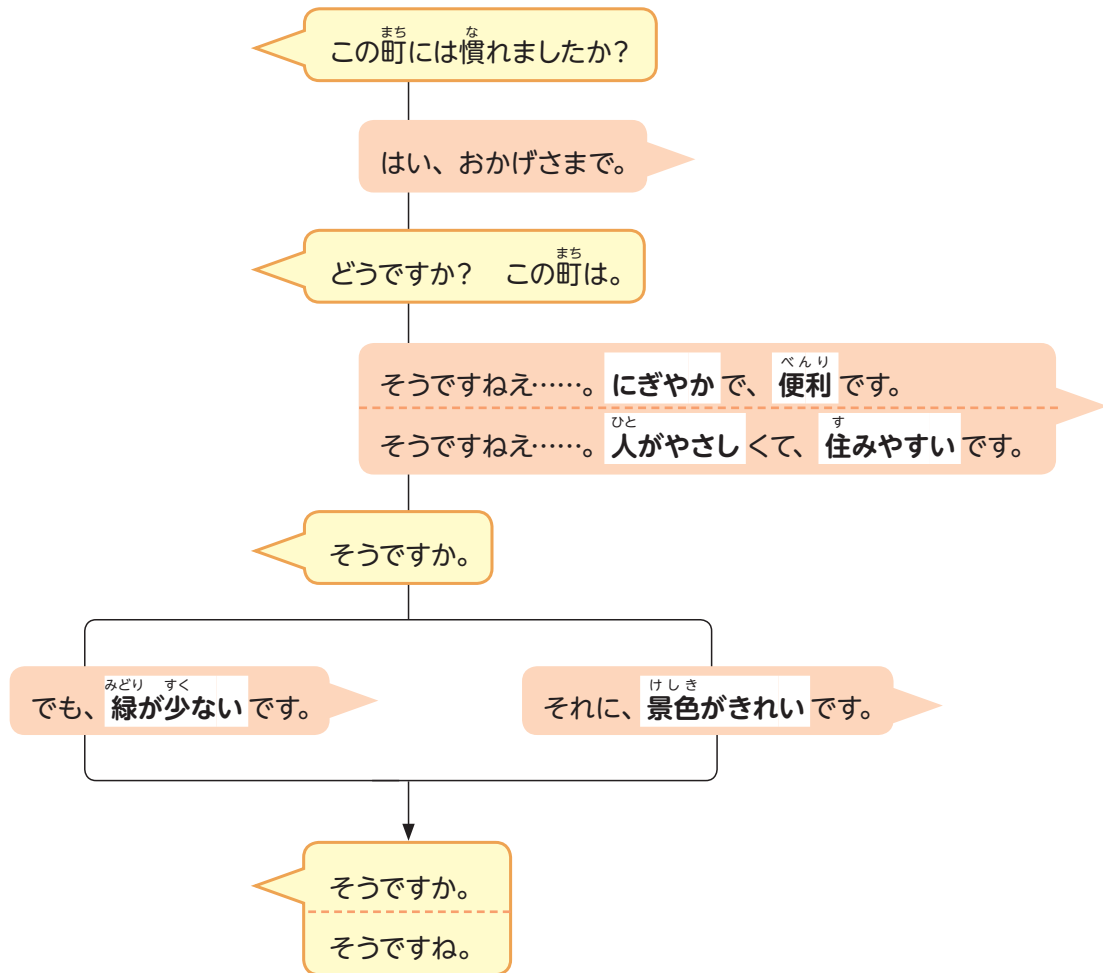 この町には慣れましたか？
はい、おかげさまで。
どうですか？　この町は。
そうですねえ……。にぎやかで、便利です。
そうですねえ……。人がやさしくて、住みやすいです。
そうですか。
でも、緑が少ないです。
それに、景色がきれいです。
そうですか。
そうですね。